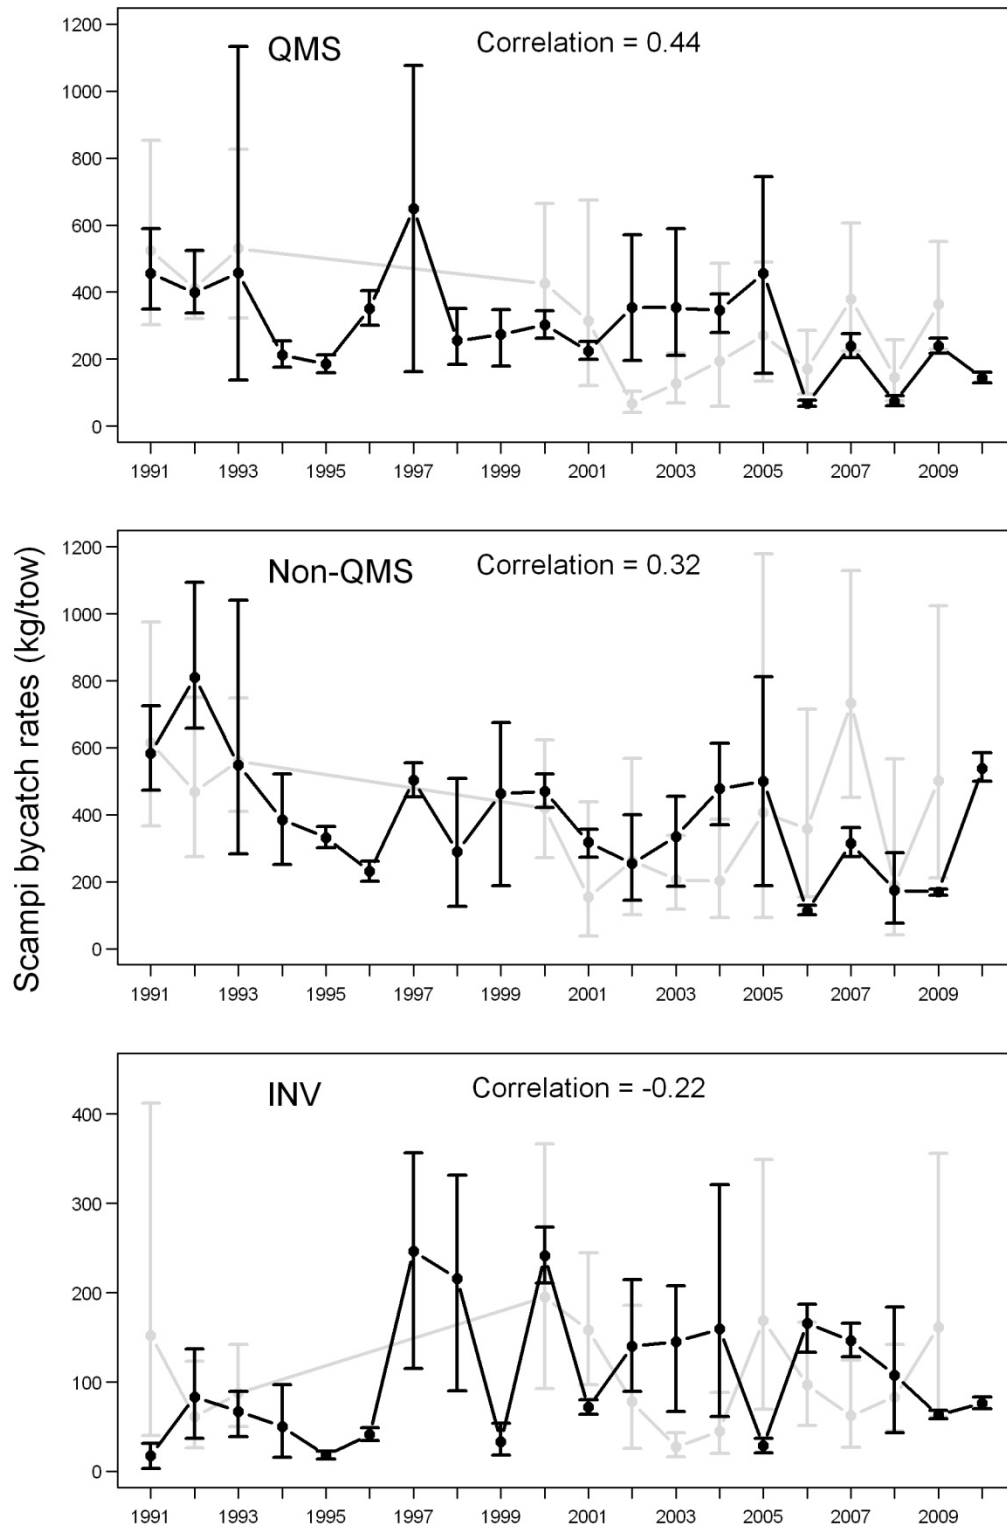 Scampi bycatch rates (kg/tow)
QMS
Correlation = 0.44
1200
1000
800
600
400
200
0
1991 1993 1995 1997 1999 2001 2003 2005 2007 2009
Non-QMS
Correlation = 0.32
1200
1000
800
600
400
200
0
1991 1993 1995 1997 1999 2001 2003 2005 2007 2009
INV
Correlation = -0.22
400
300
200
100
0
1991 1993 1995 1997 1999 2001 2003 2005 2007 2009